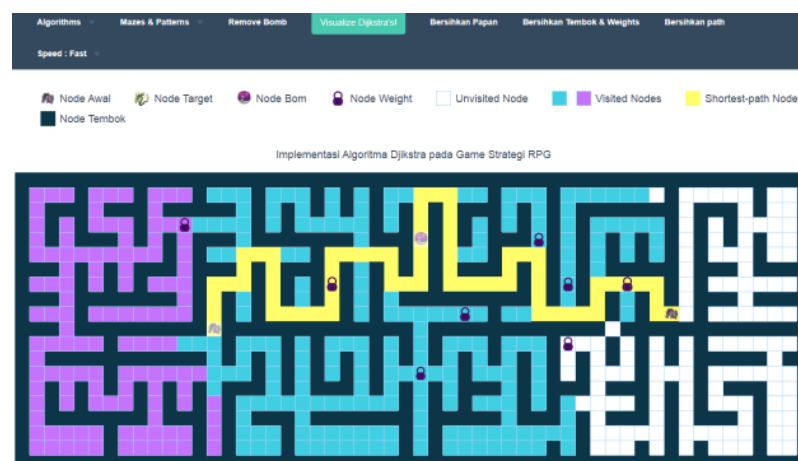 Algorithms Mazes & Patterns Remove Bomb Visualize Dijkstra's! Bersihkan Papan Bersihkan Tembok & Weights Bersihkan path
Speed : Fast
Node Awal Node Target Node Bom Node Weight Unvisited Node Visited Nodes Shortest-path Node
Node Tembok
Implementasi Algoritma Djikstra pada Game Strategi RPG